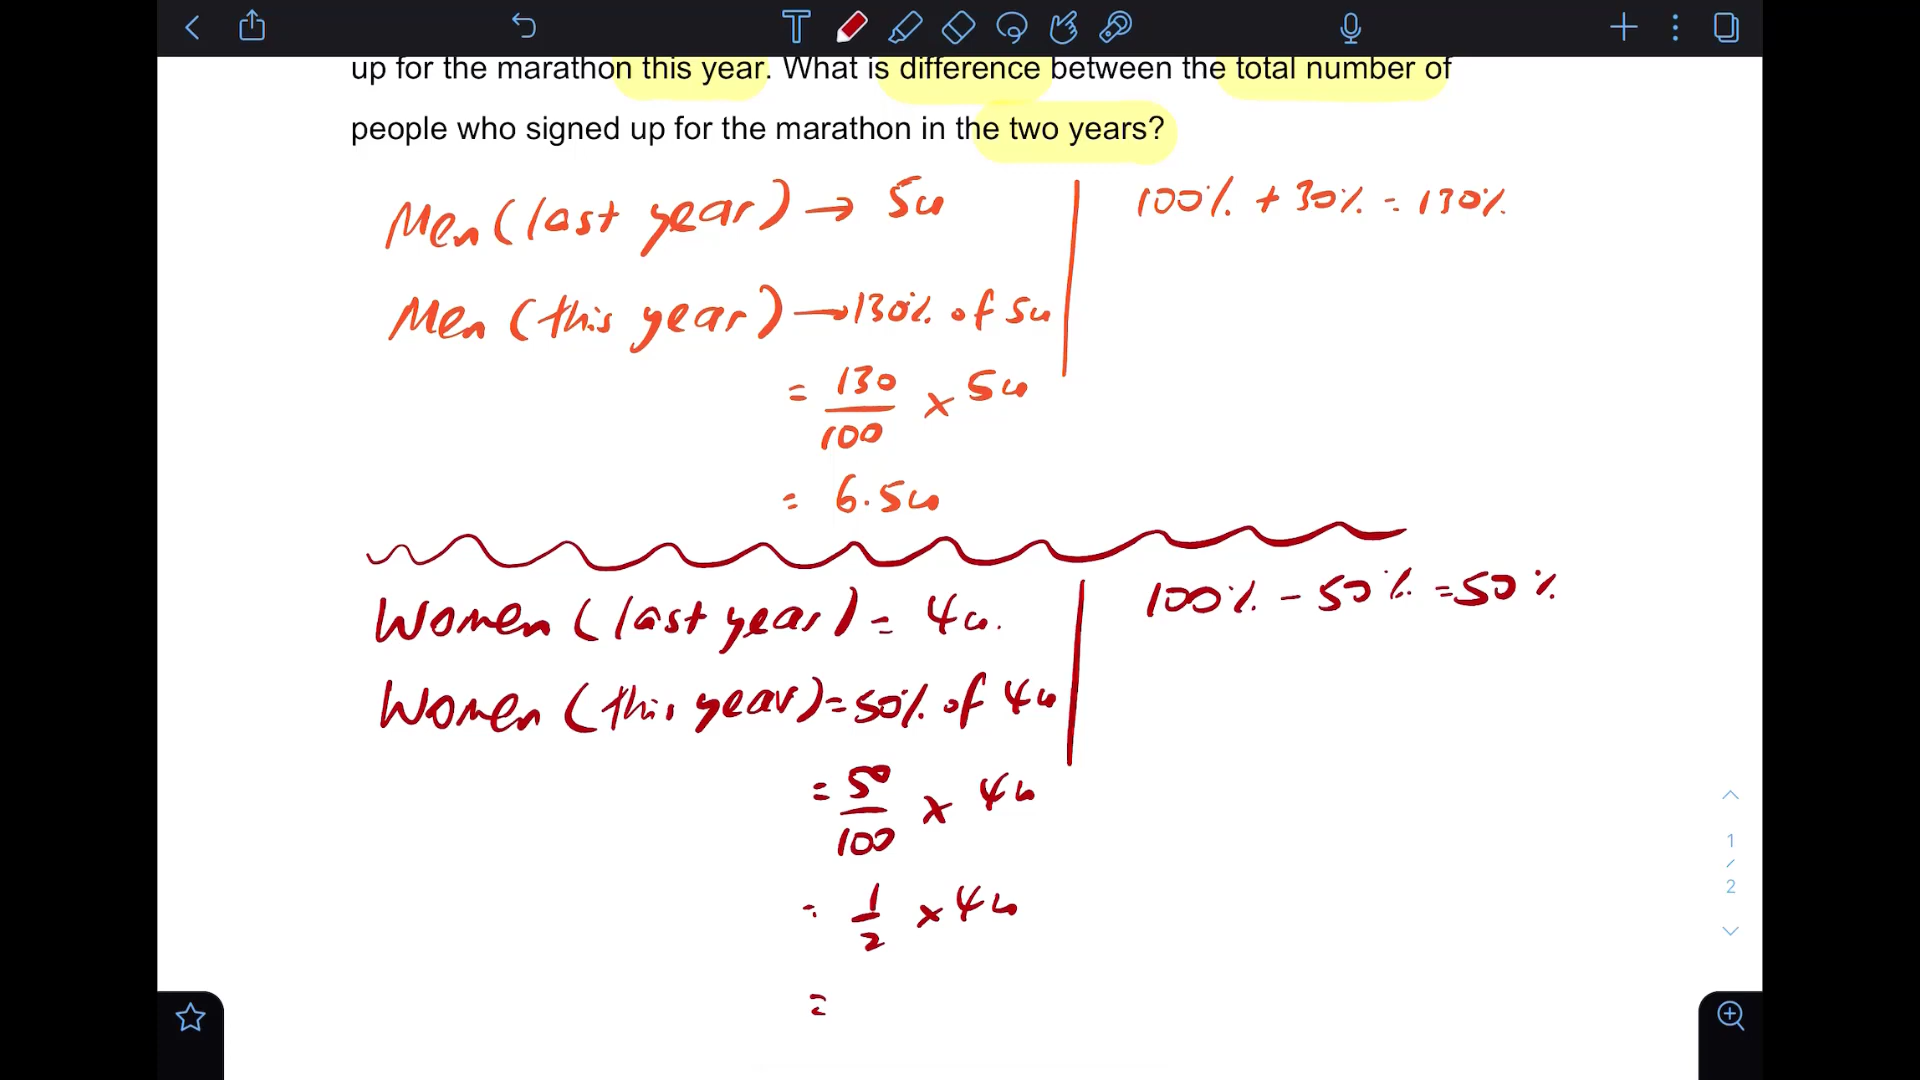 up for the marathon this year. What is difference between the total number of
people who signed up for the marathon in the two years?
Men (last year) → 5u
100% + 30% = 130%
Men (this year) → 130% of 5u
= 130/100 × 5u
= 6.5u
Women (last year) = 4u.
100% - 50% = 50%
Women (this year) = 50% of 4u
= 50/100 × 4u
= 1/2 × 4u
=
1
/
2